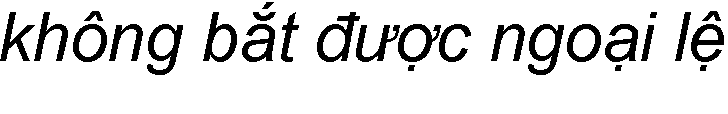 không bắt được ngoại lệ